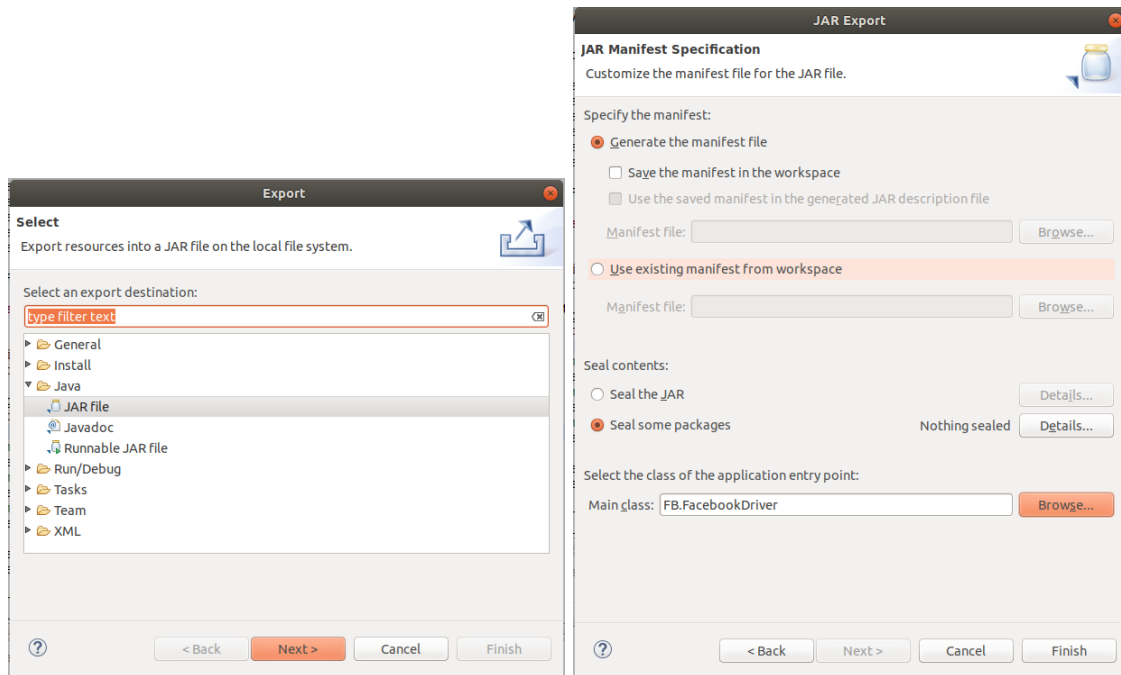 Export
Select
Export resources into a JAR file on the local file system.
Select an export destination:
type filter text
General
Install
Java
JAR file
Javadoc
Runnable JAR file
Run/Debug
Tasks
Team
XML
< Back
Next >
Cancel
Finish
JAR Export
JAR Manifest Specification
Customize the manifest file for the JAR file.
Specify the manifest:
Generate the manifest file
Save the manifest in the workspace
Use the saved manifest in the generated JAR description file
Manifest file:
Browse...
Use existing manifest from workspace
Manifest file:
Browse...
Seal contents:
Seal the JAR
Details...
Seal some packages
Nothing sealed
Details...
Select the class of the application entry point:
Main class:
FB.FacebookDriver
Browse...
< Back
Next >
Cancel
Finish